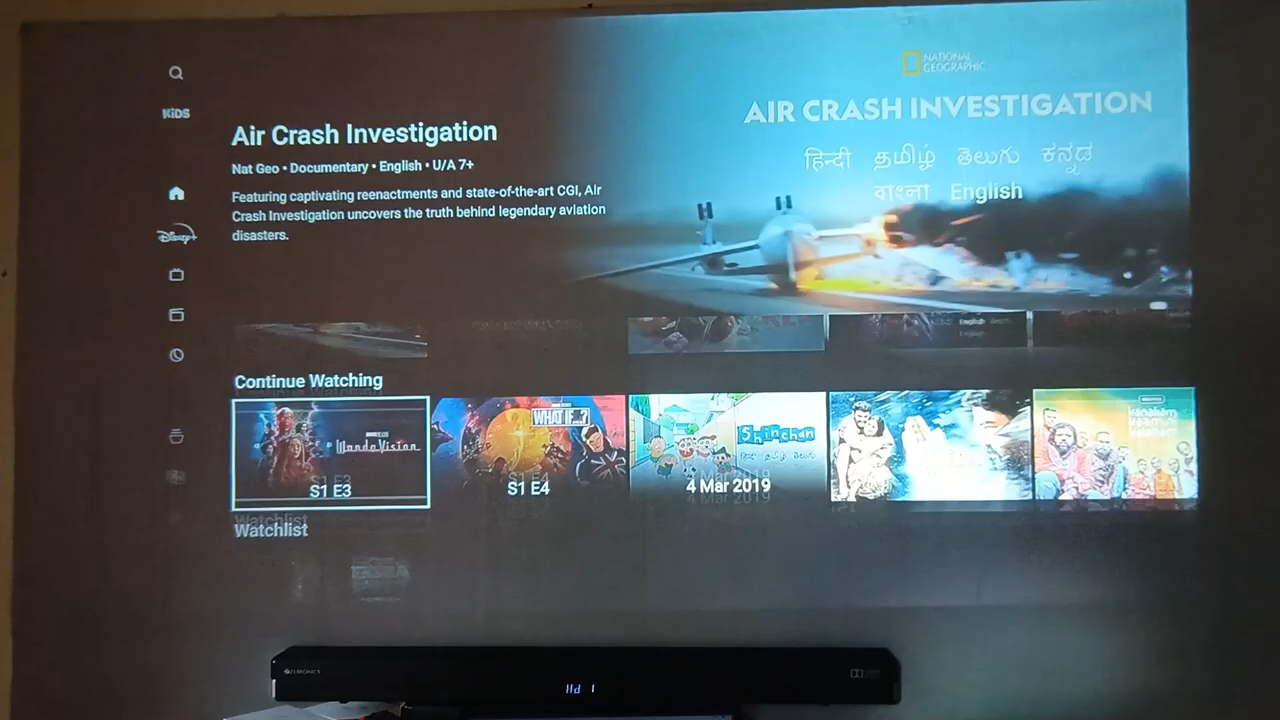 KiDS
NATIONAL
GEOGRAPHIC
AIR CRASH INVESTIGATION
हिन्दी தமிழ் తెలుగు ಕನ್ನಡ
বাংলা English
Air Crash Investigation
Nat Geo • Documentary • English • U/A 7+
Featuring captivating reenactments and state-of-the-art CGI, Air
Crash Investigation uncovers the truth behind legendary aviation
disasters.
Disney+
Continue Watching
WandaVision
S1 E3
WHAT IF...?
S1 E4
Shinchan
हिन्दी தமிழ் తెలుగు
4 Mar 2019
Watchlist
ZEBRONICS